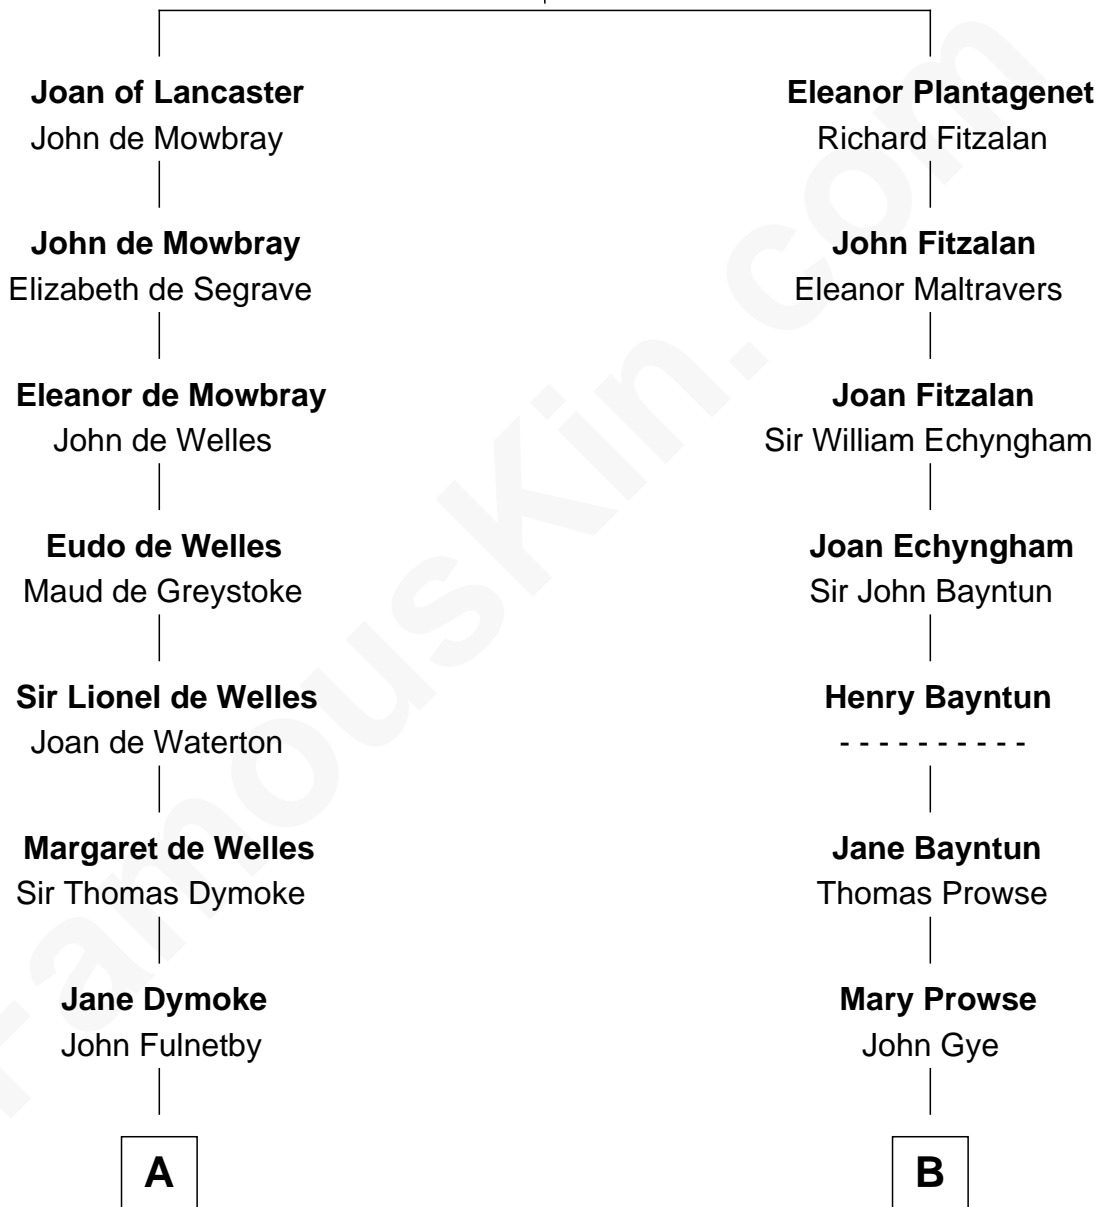 Joan of Lancaster
John de Mowbray
John de Mowbray
Elizabeth de Segrave
Eleanor de Mowbray
John de Welles
Eudo de Welles
Maud de Greystoke
Sir Lionel de Welles
Joan de Waterton
Margaret de Welles
Sir Thomas Dymoke
Jane Dymoke
John Fulnetby
A
Eleanor Plantagenet
Richard Fitzalan
John Fitzalan
Eleanor Maltravers
Joan Fitzalan
Sir William Echyngham
Joan Echyngham
Sir John Bayntun
Henry Bayntun
- - - - - - - - - -
Jane Bayntun
Thomas Prowse
Mary Prowse
John Gye
B
FamousKin.com